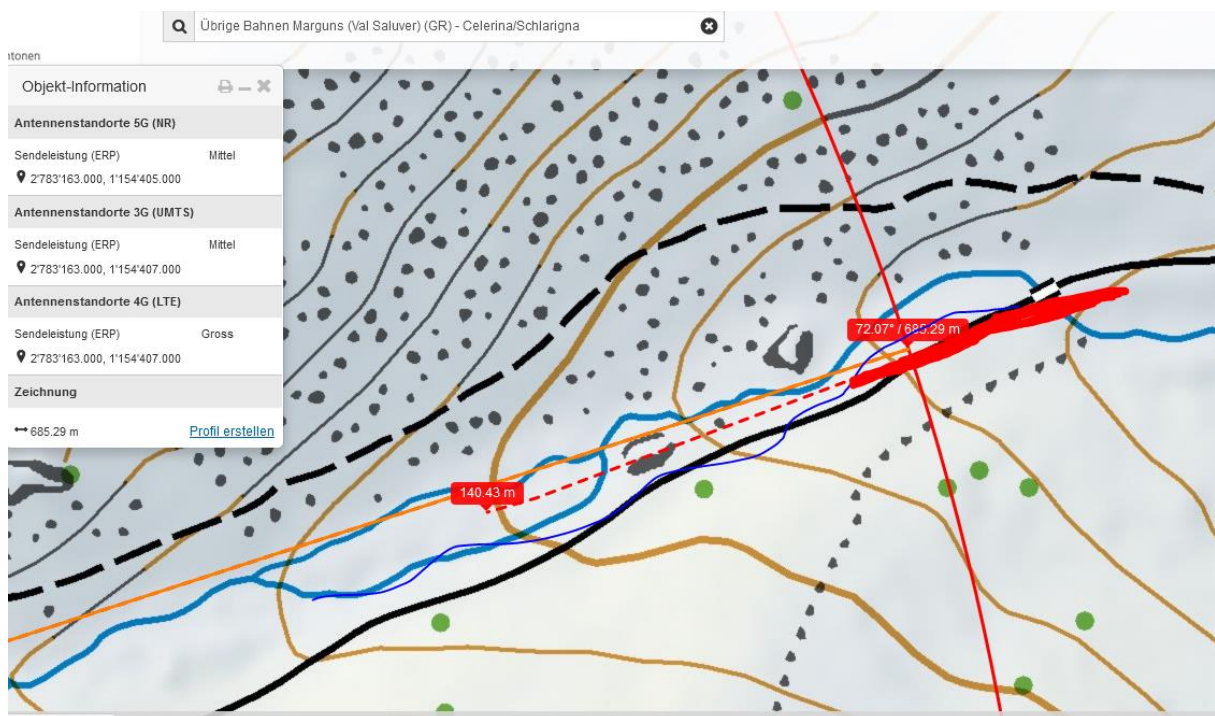 Übrige Bahnen Marguns (Val Saluver) (GR) - Celerina/Schlarigna
ntonen
Objekt-Information
Antennenstandorte 5G (NR)
Sendeleistung (ERP) Mittel
2'783'163.000, 1'154'405.000
Antennenstandorte 3G (UMTS)
Sendeleistung (ERP) Mittel
2'783'163.000, 1'154'407.000
Antennenstandorte 4G (LTE)
Sendeleistung (ERP) Gross
2'783'163.000, 1'154'407.000
Zeichnung
685.29 m Profil erstellen
72.07° / 685.29 m
140.43 m